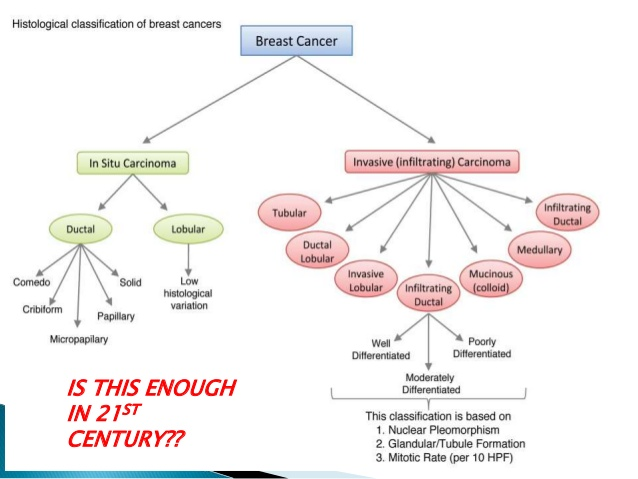 Histological classification of breast cancers
Breast Cancer
In Situ Carcinoma
Invasive (infiltrating) Carcinoma
Ductal
Lobular
Comedo
Cribiform
Micropapilary
Papillary
Solid
Low
histological
variation
Tubular
Ductal
Lobular
Invasive
Lobular
Infiltrating
Ductal
Mucinous
(colloid)
Medullary
Infiltrating
Ductal
Well
Differentiated
Moderately
Differentiated
Poorly
Differentiated
This classification is based on
1. Nuclear Pleomorphism
2. Glandular/Tubule Formation
3. Mitotic Rate (per 10 HPF)
IS THIS ENOUGH
IN 21ST
CENTURY??